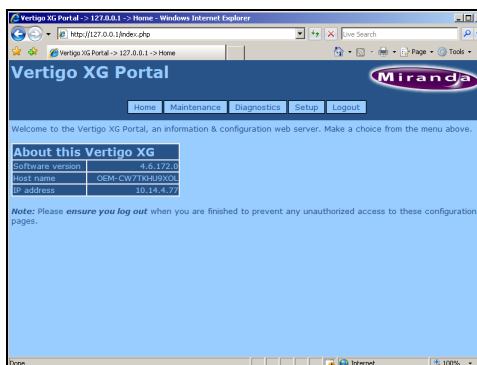 Vertigo XG Portal -> 127.0.0.1 -> Home - Windows Internet Explorer
http://127.0.0.1/index.php
Live Search
Vertigo XG Portal -> 127.0.0.1 -> Home
Page
Tools
Vertigo XG Portal
Miranda
Home Maintenance Diagnostics Setup Logout
Welcome to the Vertigo XG Portal, an information & configuration web server. Make a choice from the menu above.
About this Vertigo XG
Software version 4.6.172.0
Host name OEM-CW7TKHU9XOL
IP address 10.14.4.77
Note: Please ensure you log out when you are finished to prevent any unauthorized access to these configuration
pages.
Done
Internet
100%